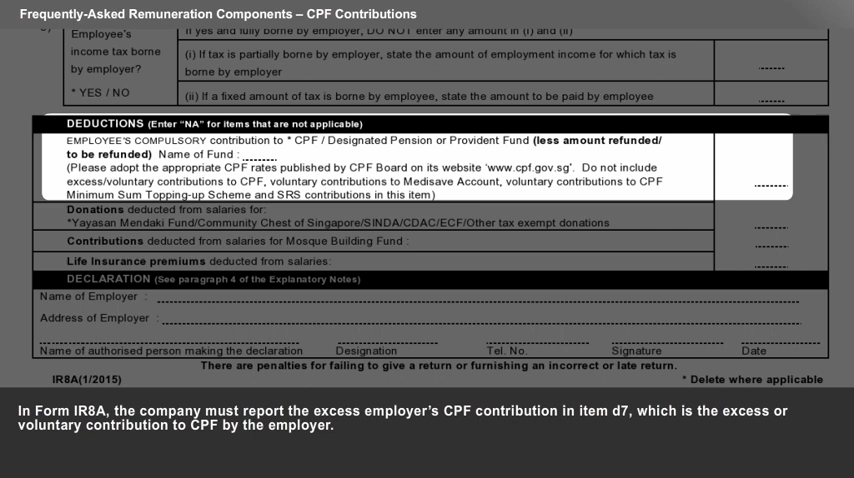 Frequently-Asked Remuneration Components – CPF Contributions
Employee's
income tax borne
by employer?
* YES / NO
If yes and fully borne by employer, DO NOT enter any amount in (i) and (ii)
(i) If tax is partially borne by employer, state the amount of employment income for which tax is
borne by employer
(ii) If a fixed amount of tax is borne by employee, state the amount to be paid by employee
DEDUCTIONS (Enter "NA" for items that are not applicable)
EMPLOYEE'S COMPULSORY contribution to * CPF / Designated Pension or Provident Fund (less amount refunded/
to be refunded) Name of Fund :
(Please adopt the appropriate CPF rates published by CPF Board on its website 'www.cpf.gov.sg'. Do not include
excess/voluntary contributions to CPF, voluntary contributions to Medisave Account, voluntary contributions to CPF
Minimum Sum Topping-up Scheme and SRS contributions in this item)
Donations deducted from salaries for:
*Yayasan Mendaki Fund/Community Chest of Singapore/SINDA/CDAC/ECF/Other tax exempt donations
Contributions deducted from salaries for Mosque Building Fund :
Life Insurance premiums deducted from salaries:
DECLARATION (See paragraph 4 of the Explanatory Notes)
Name of Employer :
Address of Employer :
Name of authorised person making the declaration Designation Tel. No. Signature Date
There are penalties for failing to give a return or furnishing an incorrect or late return.
IR8A(1/2015) * Delete where applicable
In Form IR8A, the company must report the excess employer's CPF contribution in item d7, which is the excess or
voluntary contribution to CPF by the employer.